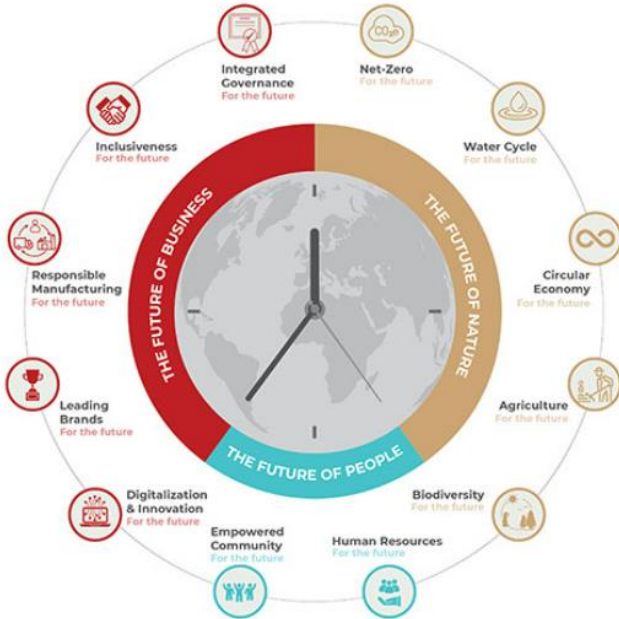 Integrated
Governance
For the future
Net-Zero
For the future
CO₂
Inclusiveness
For the future
Water Cycle
For the future
Responsible
Manufacturing
For the future
Circular
Economy
For the future
Leading
Brands
For the future
Agriculture
For the future
Digitalization
& Innovation
For the future
Biodiversity
For the future
Empowered
Community
For the future
Human Resources
For the future
THE FUTURE OF BUSINESS
THE FUTURE OF NATURE
THE FUTURE OF PEOPLE